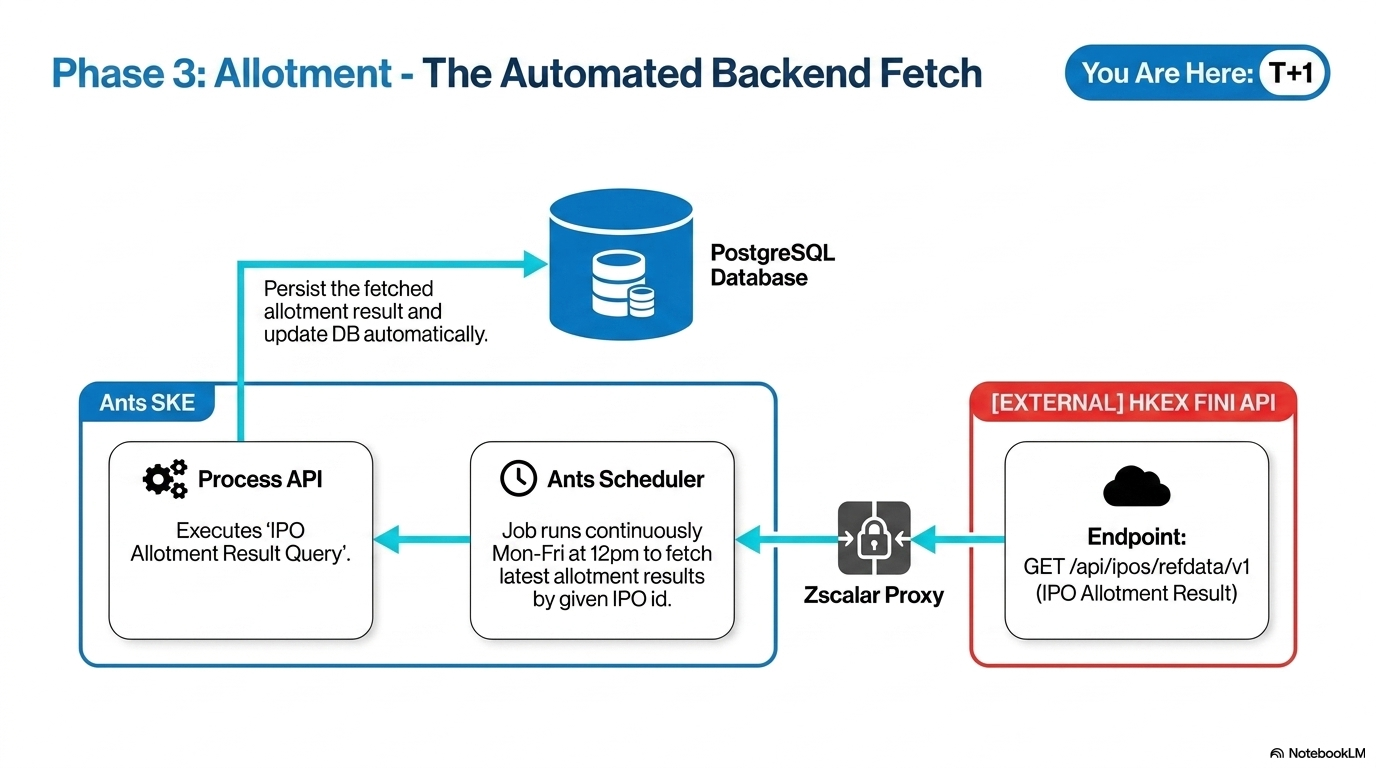 Phase 3: Allotment - The Automated Backend Fetch
You Are Here: T+1
PostgreSQL
Database
Persist the fetched
allotment result and
update DB automatically.
Ants SKE
[EXTERNAL] HKEX FINI API
Process API
Executes ‘IPO
Allotment Result Query’.
Ants Scheduler
Job runs continuously
Mon-Fri at 12pm to fetch
latest allotment results
by given IPO id.
Zscalar Proxy
Endpoint:
GET /api/ipos/refdata/v1
(IPO Allotment Result)
NotebookLM